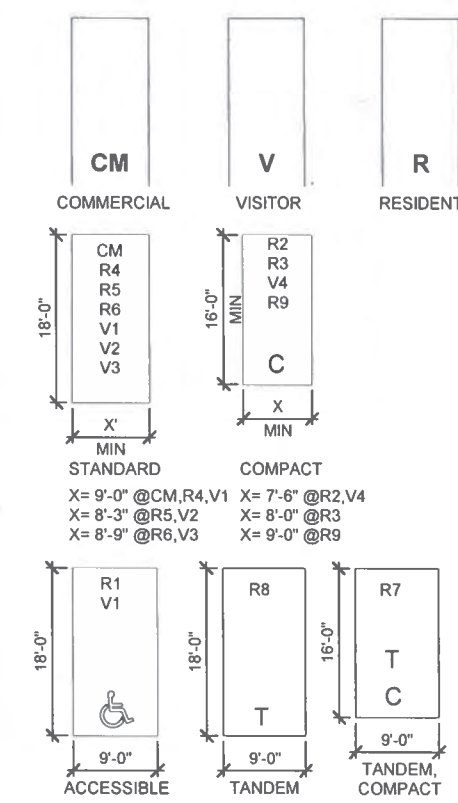 CM
V
R
COMMERCIAL
VISITOR
RESIDENT
18'-0"
CM
R4
R5
R6
V1
V2
V3
X'
MIN
STANDARD
X= 9'-0" @CM,R4,V1
X= 8'-3" @R5,V2
X= 8'-9" @R6,V3
16'-0"
MIN
R2
R3
V4
R9
C
X
MIN
COMPACT
X= 7'-6" @R2,V4
X= 8'-0" @R3
X= 9'-0" @R9
18'-0"
R1
V1
9'-0"
ACCESSIBLE
18'-0"
R8
T
9'-0"
TANDEM
16'-0"
R7
T
C
9'-0"
TANDEM,
COMPACT